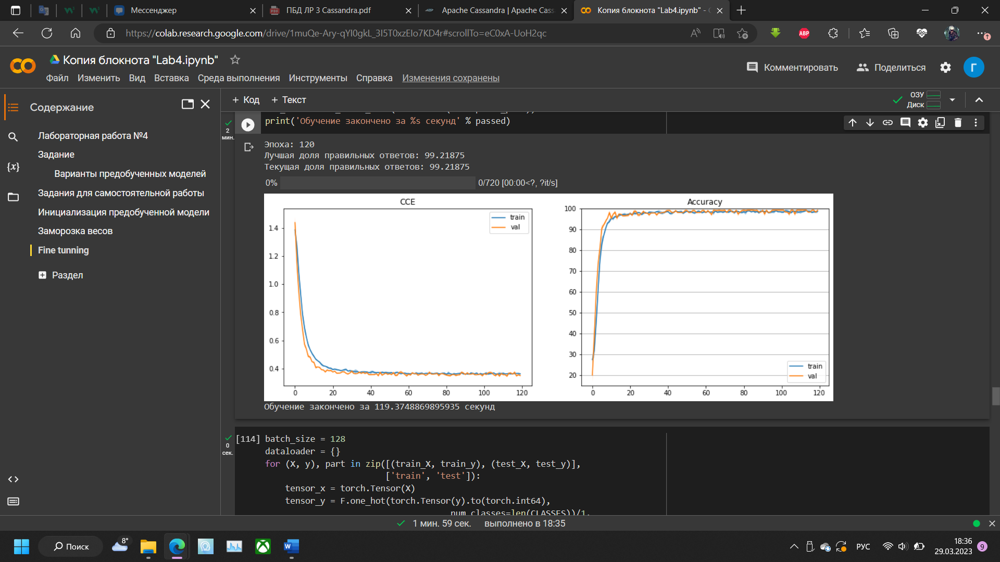 Мессенджер
ПБД ЛР 3 Cassandra.pdf
Apache Cassandra | Apache Cass
Копия блокнота "Lab4.ipynb" - C
https://colab.research.google.com/drive/1muQe-Ary-qYI0gkL_3I5T0xzEIo7KD4r#scrollTo=eC0xA-UoH2qc
ABP
Копия блокнота "Lab4.ipynb"
Файл Изменить Вид Вставка Среда выполнения Инструменты Справка Изменения сохранены
Комментировать
Поделиться
Г
Содержание
Лабораторная работа №4
Задание
Варианты предобученных моделей
Задания для самостоятельной работы
Инициализация предобученной модели
Заморозка весов
Fine tunning
Раздел
+ Код + Текст
ОЗУ
Диск
2
мин.
print('Обучение закончено за %s секунд' % passed)
Эпоха: 120
Лучшая доля правильных ответов: 99.21875
Текущая доля правильных ответов: 99.21875
0% 0/720 [00:00<?, ?it/s]
CCE
train
val
1.4
1.2
1.0
0.8
0.6
0.4
0 20 40 60 80 100 120
Accuracy
100
90
80
70
60
50
40
30
20
train
val
0 20 40 60 80 100 120
Обучение закончено за 119.3748869895935 секунд
0
сек.
[114] batch_size = 128
dataloader = {}
for (X, y), part in zip([(train_X, train_y), (test_X, test_y)],
['train', 'test']):
tensor_x = torch.Tensor(X)
tensor_y = F.one_hot(torch.Tensor(y).to(torch.int64),
num_classes=len(CLASSES))/1.
1 мин. 59 сек. выполнено в 18:35
Поиск
8°
РУС
18:36
29.03.2023
9